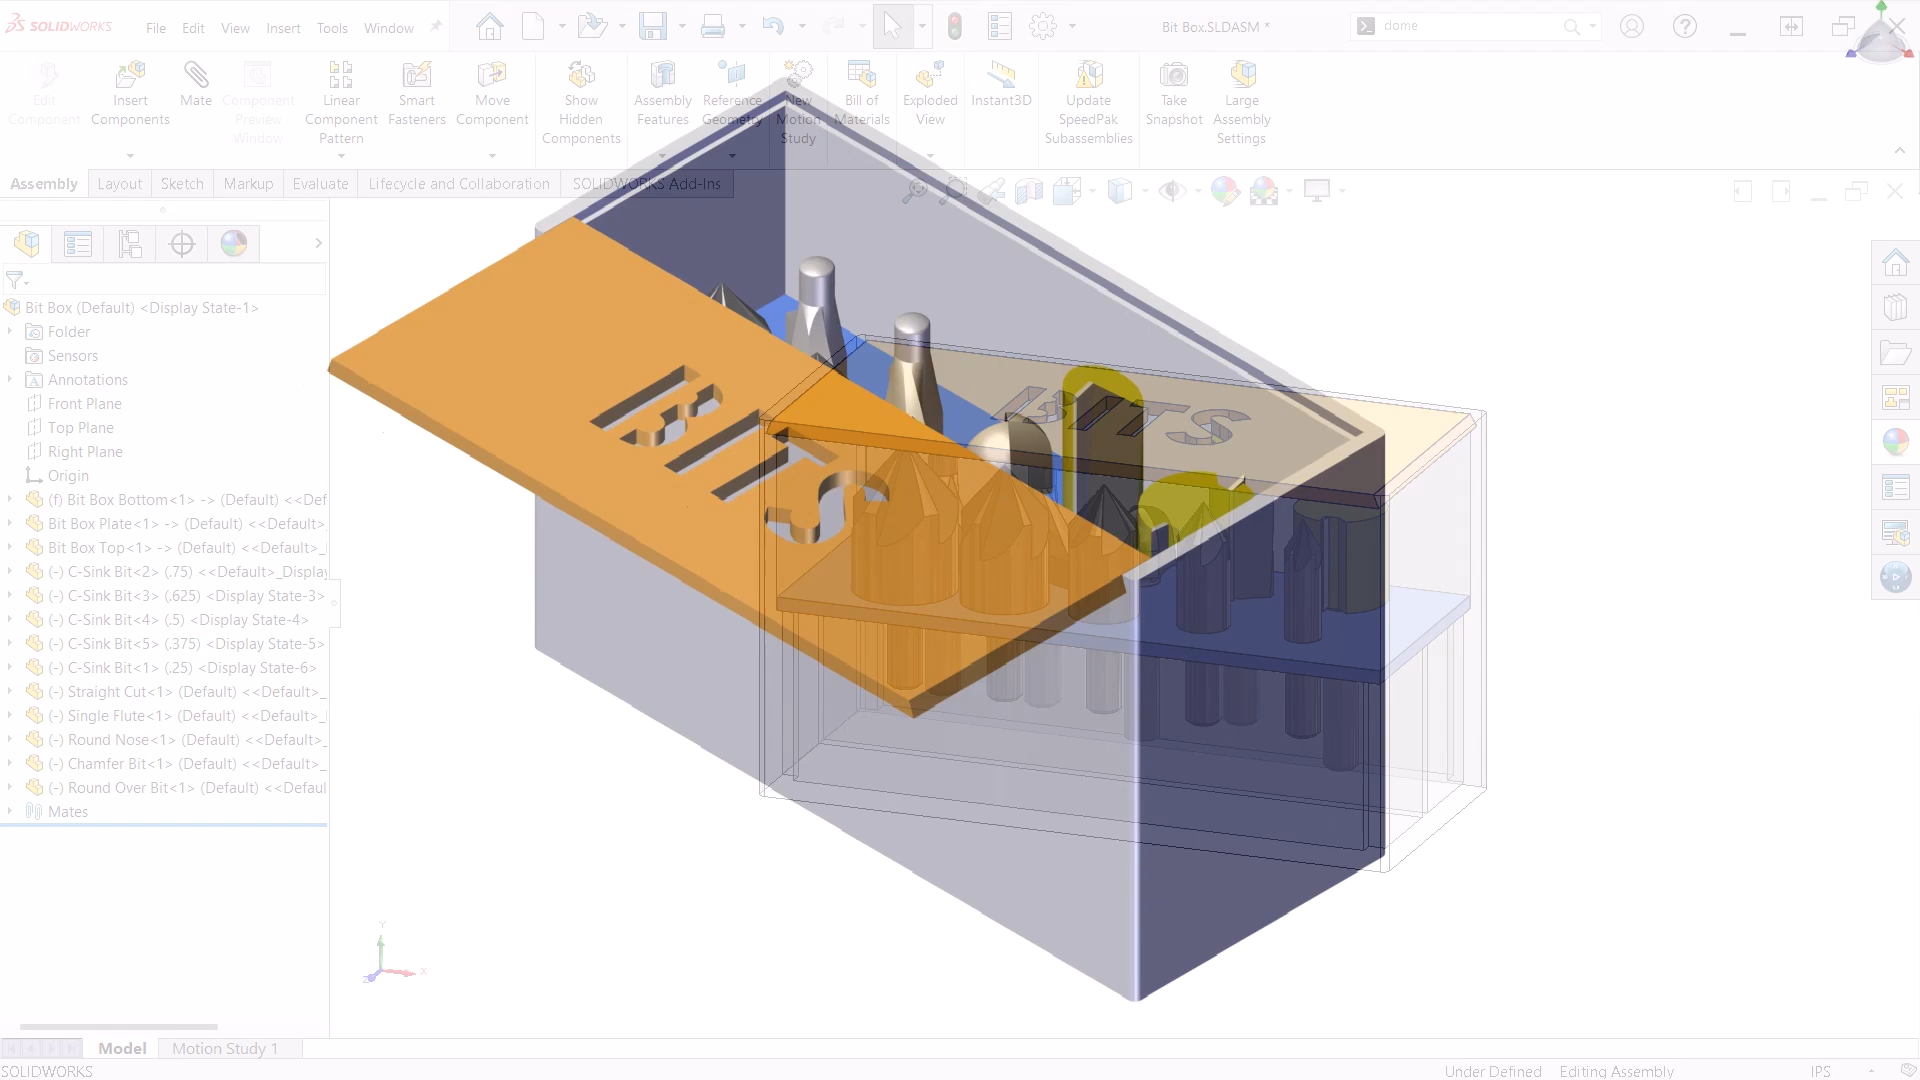 SOLIDWORKS
File Edit View Insert Tools Window
Bit Box.SLDASM *
dome
Edit Component
Insert Components
Mate
Component Preview Window
Linear Component Pattern
Smart Fasteners
Move Component
Show Hidden Components
Assembly Features
Reference Geometry
New Motion Study
Bill of Materials
Exploded View
Instant3D
Update SpeedPak Subassemblies
Take Snapshot
Large Assembly Settings
Assembly Layout Sketch Markup Evaluate Lifecycle and Collaboration SOLIDWORKS Add-Ins
Bit Box (Default) <Display State-1>
Folder
Sensors
Annotations
Front Plane
Top Plane
Right Plane
Origin
(f) Bit Box Bottom<1> -> (Default) <<Def
Bit Box Plate<1> -> (Default) <<Default>
Bit Box Top<1> -> (Default) <<Default>_
(-) C-Sink Bit<2> (.75) <<Default>_Display
(-) C-Sink Bit<3> (.625) <Display State-3>
(-) C-Sink Bit<4> (.5) <Display State-4>
(-) C-Sink Bit<5> (.375) <Display State-5>
(-) C-Sink Bit<1> (.25) <Display State-6>
(-) Straight Cut<1> (Default) <<Default>_
(-) Single Flute<1> (Default) <<Default>_
(-) Round Nose<1> (Default) <<Default>_
(-) Chamfer Bit<1> (Default) <<Default>_
(-) Round Over Bit<1> (Default) <<Defaul
Mates
BITS
BITS
Y
X
Z
Model Motion Study 1
SOLIDWORKS
Under Defined Editing Assembly IPS